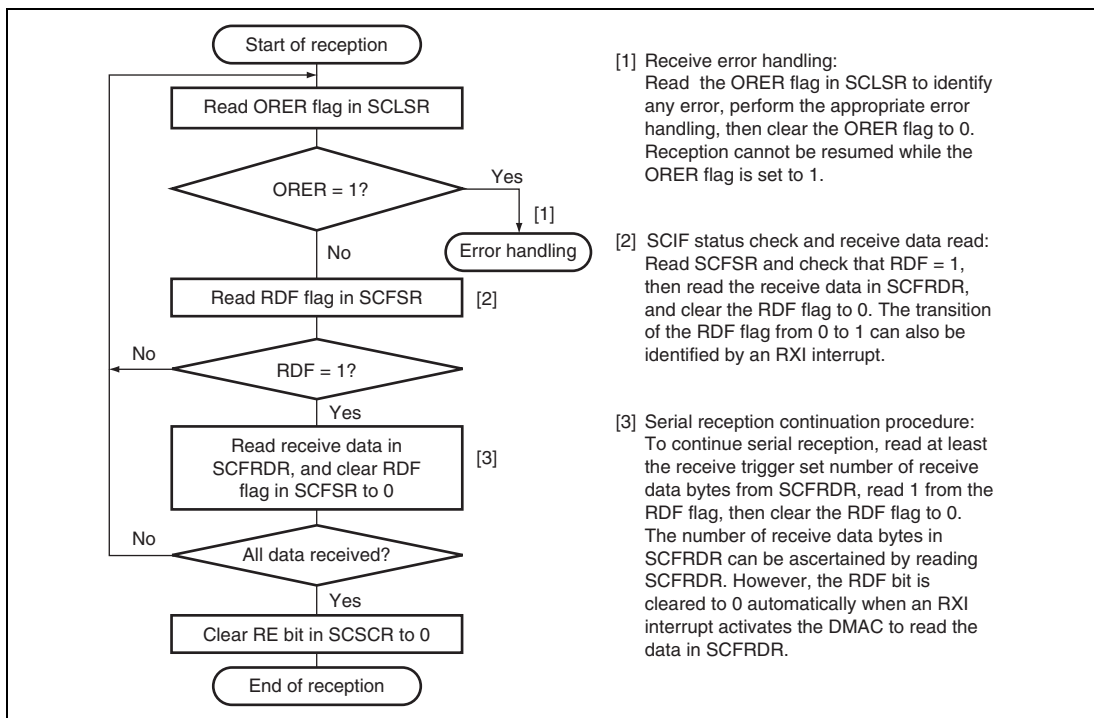 Start of reception
Read ORER flag in SCLSR
ORER = 1?
Yes
[1]
Error handling
No
Read RDF flag in SCFSR
[2]
No
RDF = 1?
Yes
Read receive data in
SCFRDR, and clear RDF
flag in SCFSR to 0
[3]
No
All data received?
Yes
Clear RE bit in SCSCR to 0
End of reception
[1] Receive error handling:
Read the ORER flag in SCLSR to identify
any error, perform the appropriate error
handling, then clear the ORER flag to 0.
Reception cannot be resumed while the
ORER flag is set to 1.
[2] SCIF status check and receive data read:
Read SCFSR and check that RDF = 1,
then read the receive data in SCFRDR,
and clear the RDF flag to 0. The transition
of the RDF flag from 0 to 1 can also be
identified by an RXI interrupt.
[3] Serial reception continuation procedure:
To continue serial reception, read at least
the receive trigger set number of receive
data bytes from SCFRDR, read 1 from the
RDF flag, then clear the RDF flag to 0.
The number of receive data bytes in
SCFRDR can be ascertained by reading
SCFRDR. However, the RDF bit is
cleared to 0 automatically when an RXI
interrupt activates the DMAC to read the
data in SCFRDR.